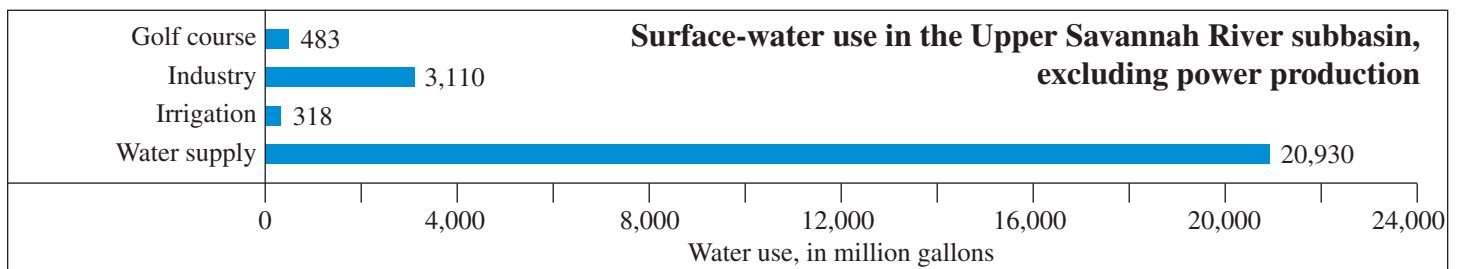 Surface-water use in the Upper Savannah River subbasin,
excluding power production
Golf course 483
Industry 3,110
Irrigation 318
Water supply 20,930
0 4,000 8,000 12,000 16,000 20,000 24,000
Water use, in million gallons